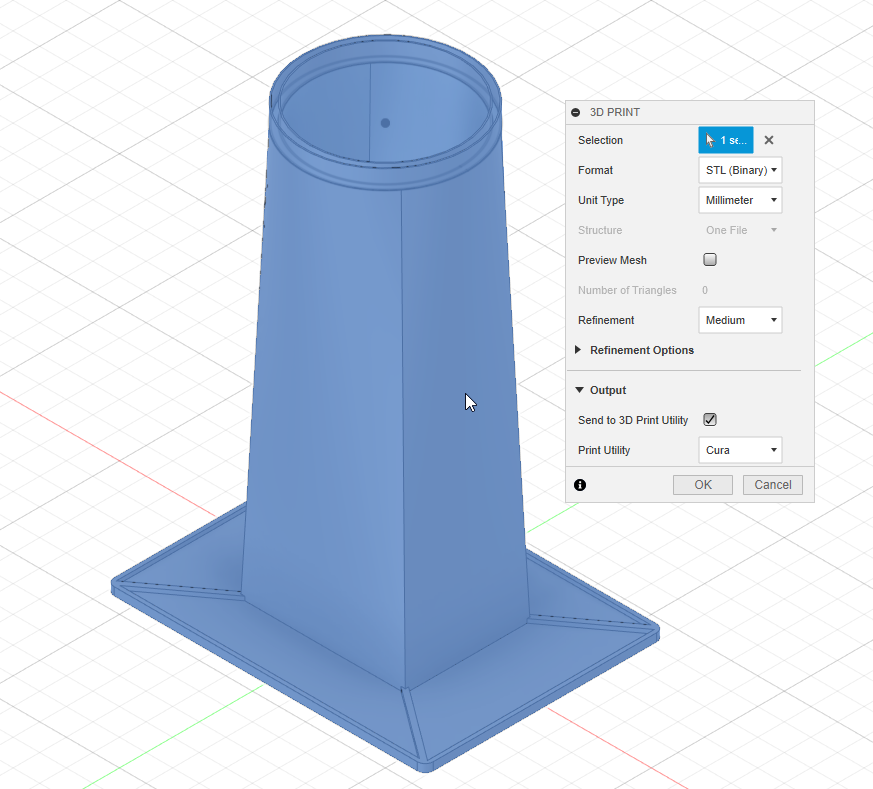 3D PRINT
Selection 1 se...
Format STL (Binary)
Unit Type Millimeter
Structure One File
Preview Mesh
Number of Triangles 0
Refinement Medium
Refinement Options
Output
Send to 3D Print Utility
Print Utility Cura
OK Cancel